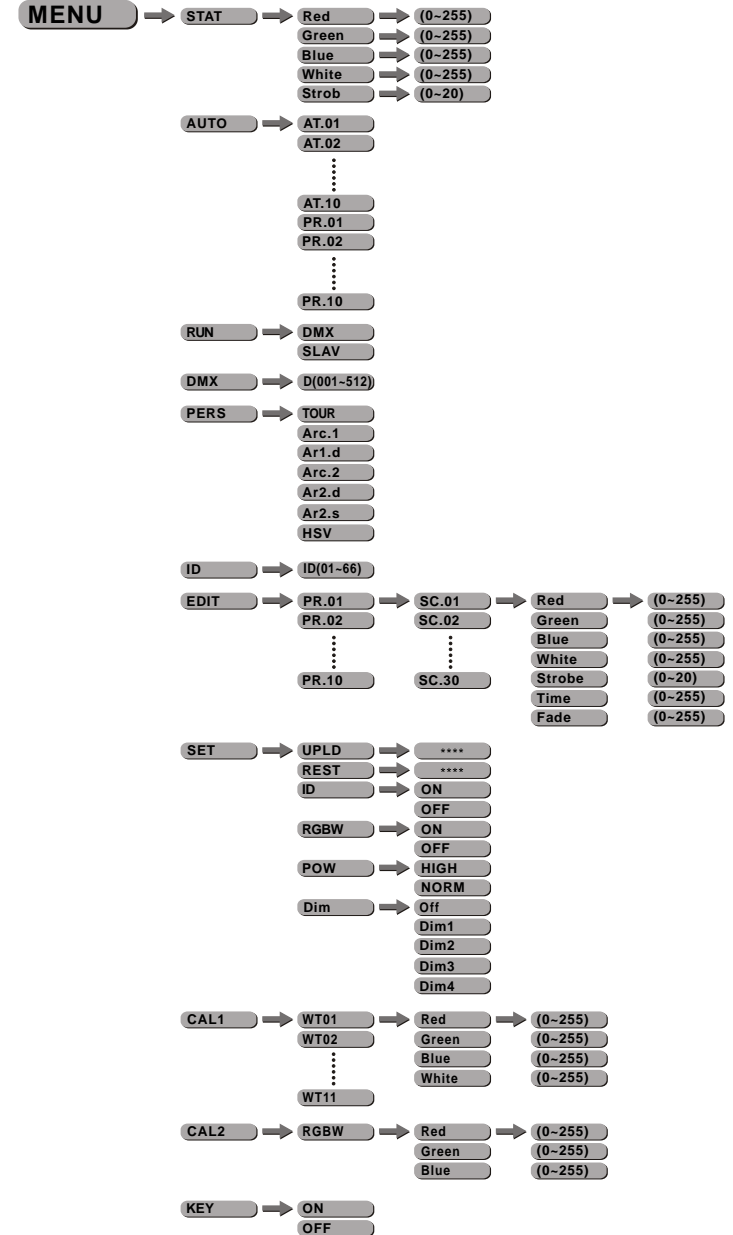 MENU STAT Red (0~255)
Green (0~255)
Blue (0~255)
White (0~255)
Strob (0~20)
AUTO AT.01
AT.02
AT.10
PR.01
PR.02
PR.10
RUN DMX
SLAV
DMX D(001~512)
PERS TOUR
Arc.1
Ar1.d
Arc.2
Ar2.d
Ar2.s
HSV
ID ID(01~66)
EDIT PR.01 SC.01 Red (0~255)
PR.02 SC.02 Green (0~255)
Blue (0~255)
White (0~255)
PR.10 SC.30 Strobe (0~20)
Time (0~255)
Fade (0~255)
SET UPLD ****
REST ****
ID ON
OFF
RGBW ON
OFF
POW HIGH
NORM
Dim Off
Dim1
Dim2
Dim3
Dim4
CAL1 WT01 Red (0~255)
WT02 Green (0~255)
Blue (0~255)
White (0~255)
WT11
CAL2 RGBW Red (0~255)
Green (0~255)
Blue (0~255)
KEY ON
OFF